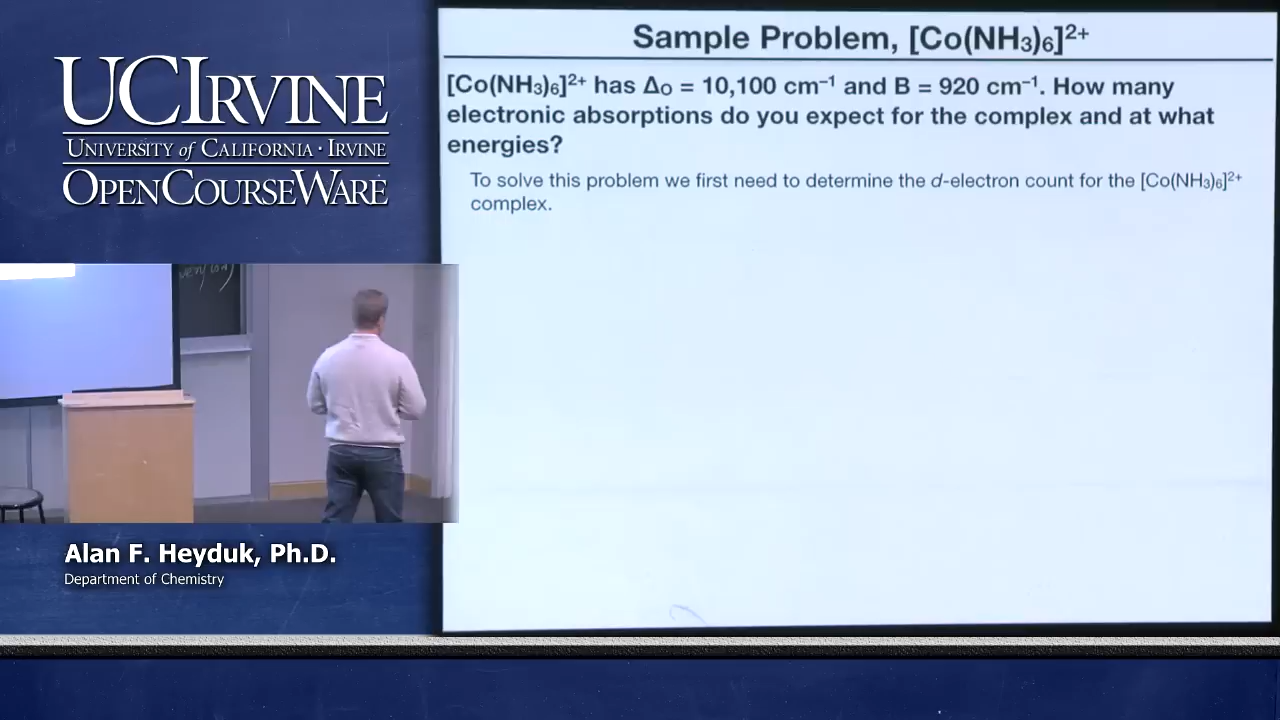 UCIRVINE
UNIVERSITY of CALIFORNIA · IRVINE
OPENCOURSEWARE
Alan F. Heyduk, Ph.D.
Department of Chemistry
Sample Problem, [Co(NH₃)₆]²⁺
[Co(NH₃)₆]²⁺ has Δₒ = 10,100 cm⁻¹ and B = 920 cm⁻¹. How many
electronic absorptions do you expect for the complex and at what
energies?
To solve this problem we first need to determine the d-electron count for the [Co(NH₃)₆]²⁺
complex.